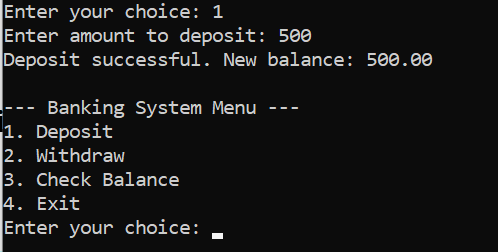 Enter your choice: 1
Enter amount to deposit: 500
Deposit successful. New balance: 500.00
--- Banking System Menu ---
1. Deposit
2. Withdraw
3. Check Balance
4. Exit
Enter your choice: